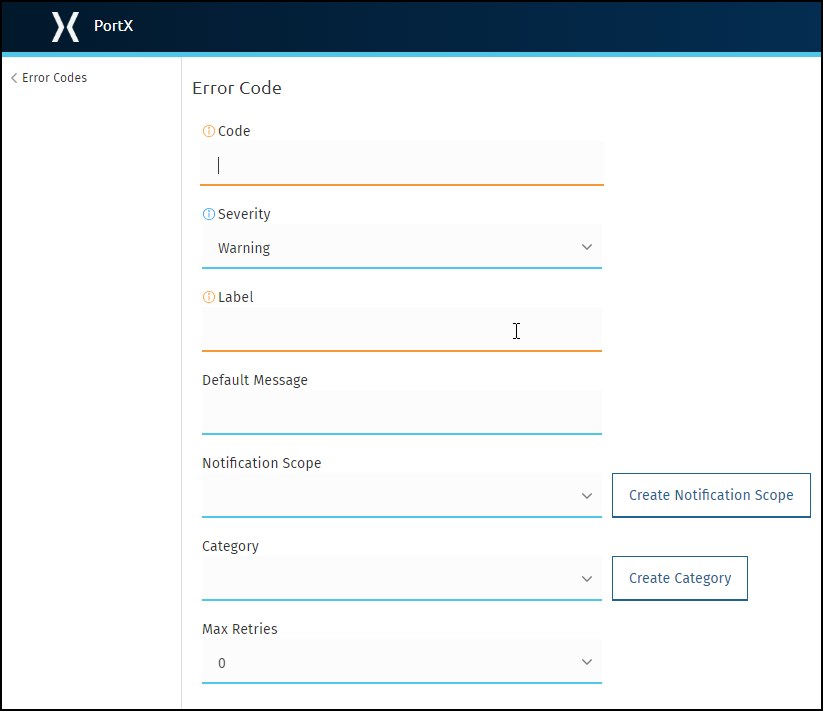 PortX
Error Codes
Error Code
Code
Severity
Warning
Label
Default Message
Notification Scope
Create Notification Scope
Category
Create Category
Max Retries
0